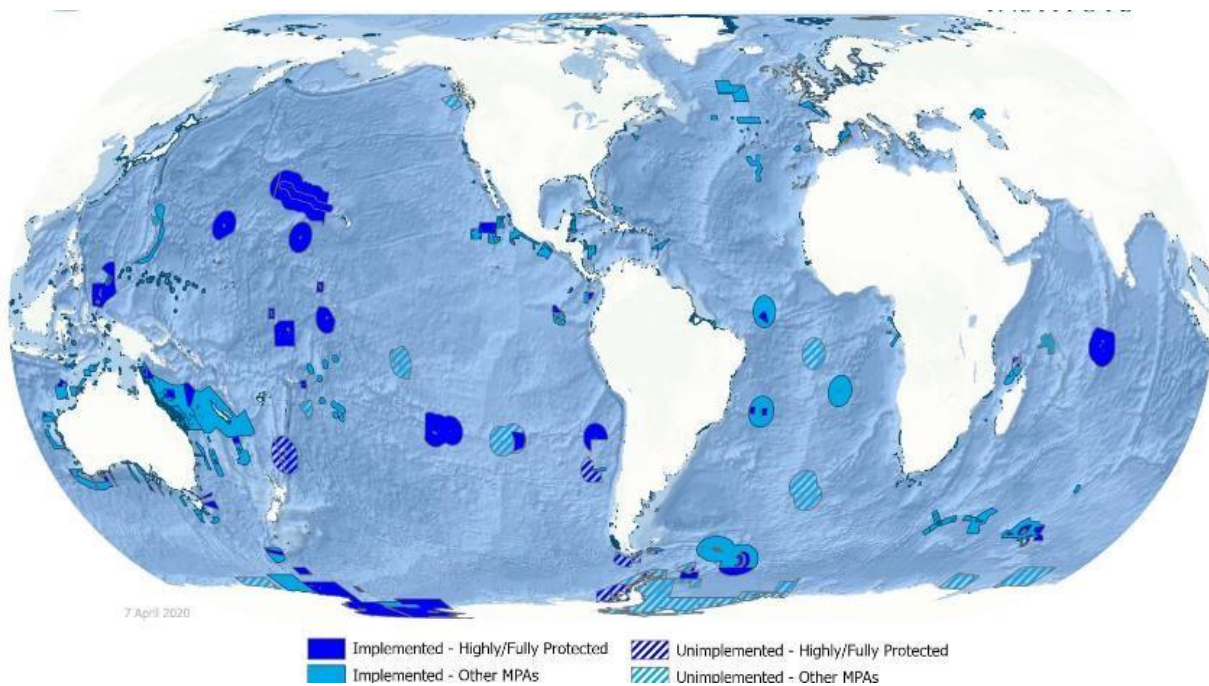 7 April 2020
Implemented - Highly/Fully Protected
Unimplemented - Highly/Fully Protected
Implemented - Other MPAs
Unimplemented - Other MPAs